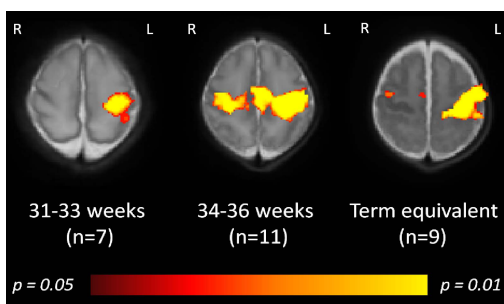 R L R L R L
31-33 weeks 34-36 weeks Term equivalent
(n=7) (n=11) (n=9)
p = 0.05 p = 0.01